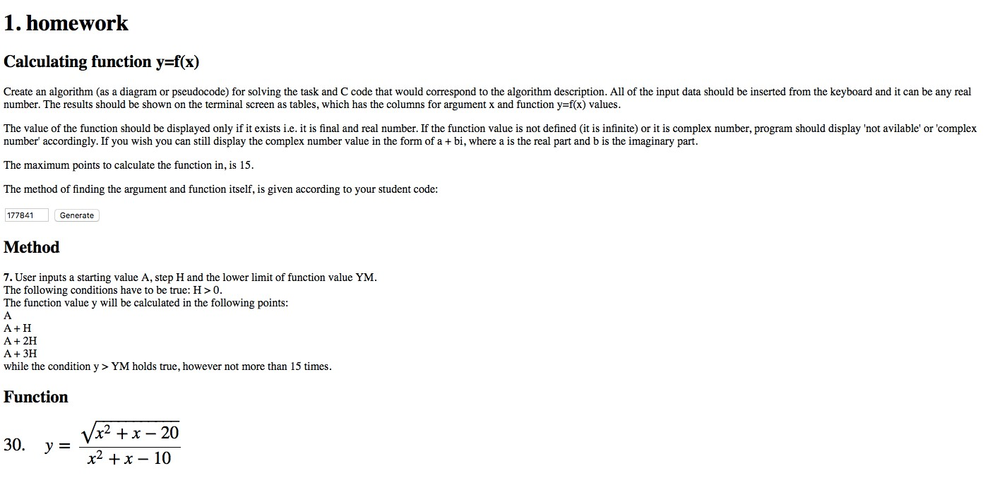 1. homework
Calculating function y=f(x)
Create an algorithm (as a diagram or pseudocode) for solving the task and C code that would correspond to the algorithm description. All of the input data should be inserted from the keyboard and it can be any real
number. The results should be shown on the terminal screen as tables, which has the columns for argument x and function y=f(x) values.
The value of the function should be displayed only if it exists i.e. it is final and real number. If the function value is not defined (it is infinite) or it is complex number, program should display 'not avilable' or 'complex
number' accordingly. If you wish you can still display the complex number value in the form of a + bi, where a is the real part and b is the imaginary part.
The maximum points to calculate the function in, is 15.
The method of finding the argument and function itself, is given according to your student code:
177841 Generate
Method
7. User inputs a starting value A, step H and the lower limit of function value YM.
The following conditions have to be true: H > 0.
The function value y will be calculated in the following points:
A
A + H
A + 2H
A + 3H
while the condition y > YM holds true, however not more than 15 times.
Function
30. y = √(x² + x − 20) / (x² + x − 10)